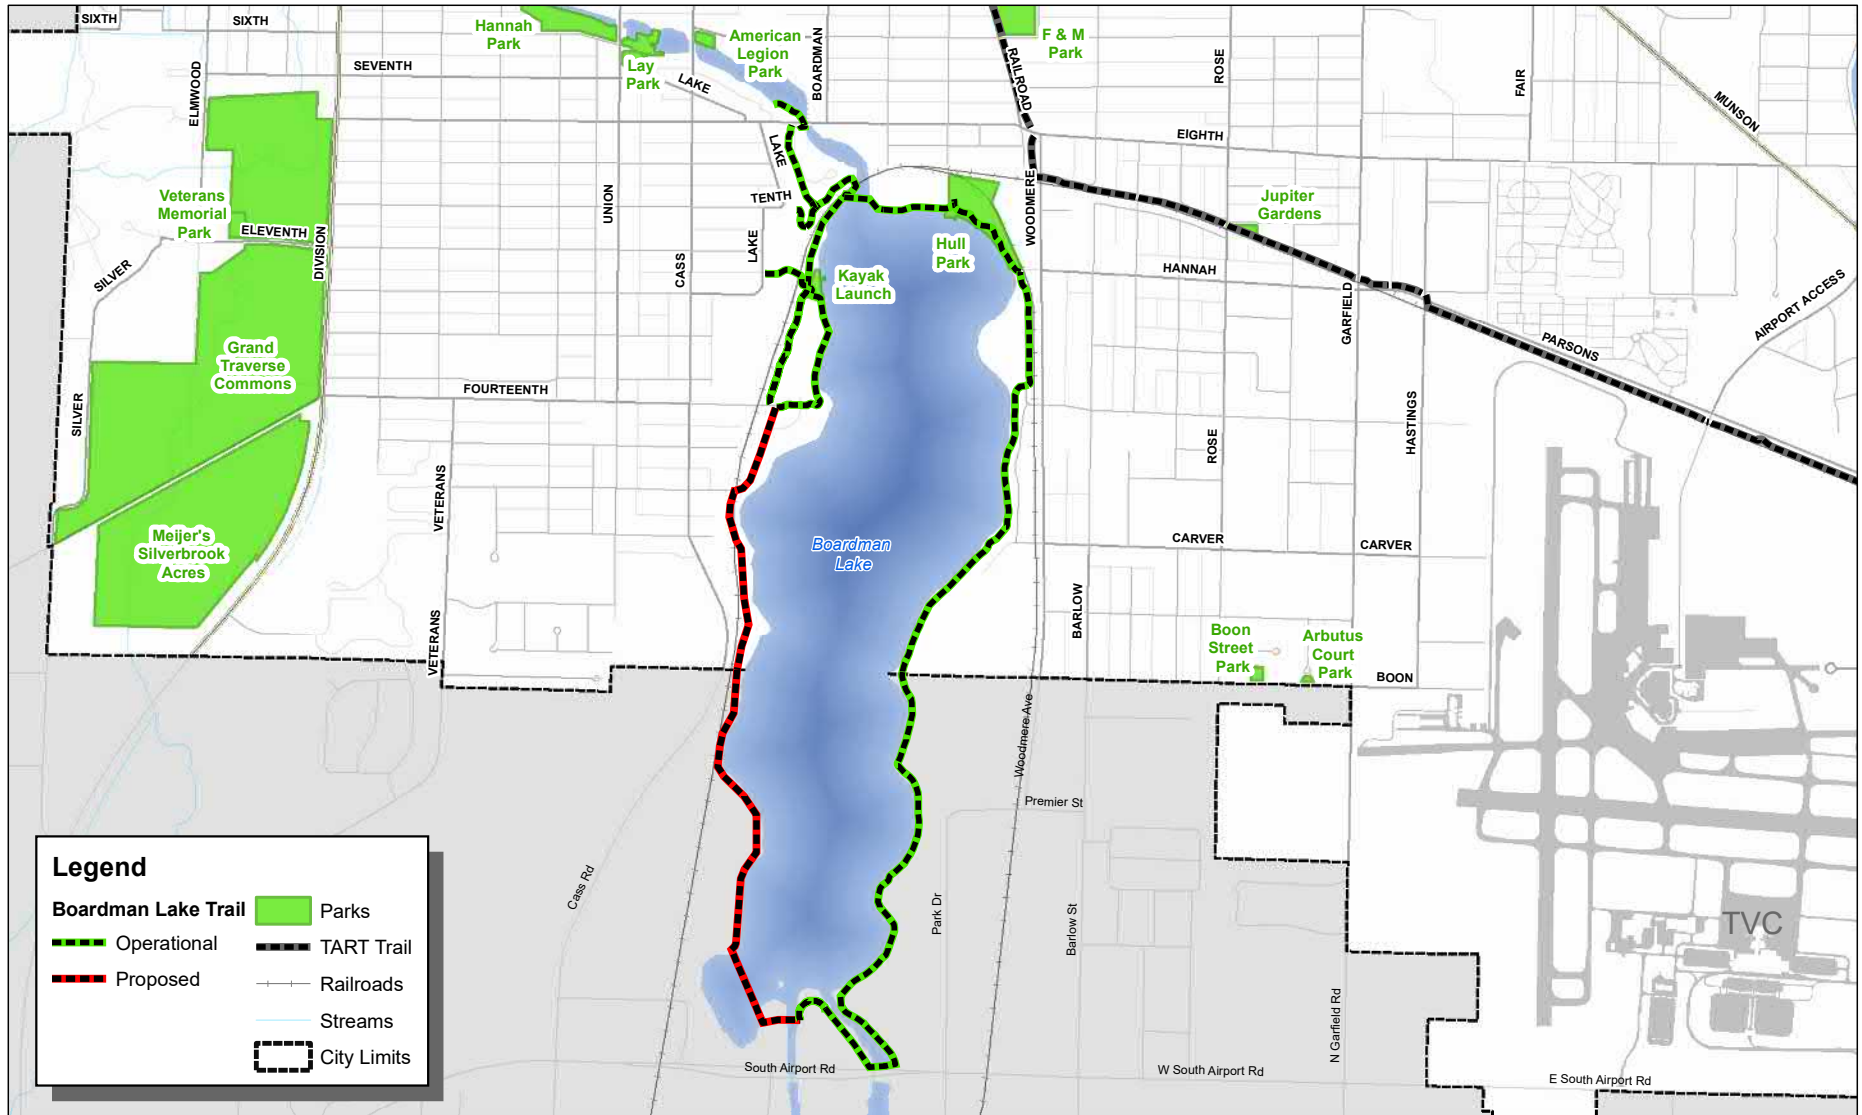 SIXTH
SIXTH
Hannah
Park
American
Legion
Park
BOARDMAN
F & M
Park
RAILROAD
ROSE
FAIR
MUNSON
ELMWOOD
SEVENTH
Lay
Park
LAKE
EIGHTH
LAKE
Veterans
Memorial
Park
ELEVENTH
SILVER
DIVISION
UNION
TENTH
LAKE
CASS
Hull
Park
WOODMERE
Jupiter
Gardens
HANNAH
Kayak
Launch
GARFIELD
AIRPORT ACCESS
PARSONS
Grand
Traverse
Commons
FOURTEENTH
SILVER
HASTINGS
ROSE
VETERANS
Meijer's
Silverbrook
Acres
Boardman
Lake
CARVER
CARVER
BARLOW
VETERANS
Boon
Street
Park
Arbutus
Court
Park
BOON
Woodmere Ave
Premier St
Cass Rd
Park Dr
Barlow St
N Garfield Rd
TVC
South Airport Rd
W South Airport Rd
E South Airport Rd
Legend
Boardman Lake Trail
Operational
Proposed
Parks
TART Trail
Railroads
Streams
City Limits